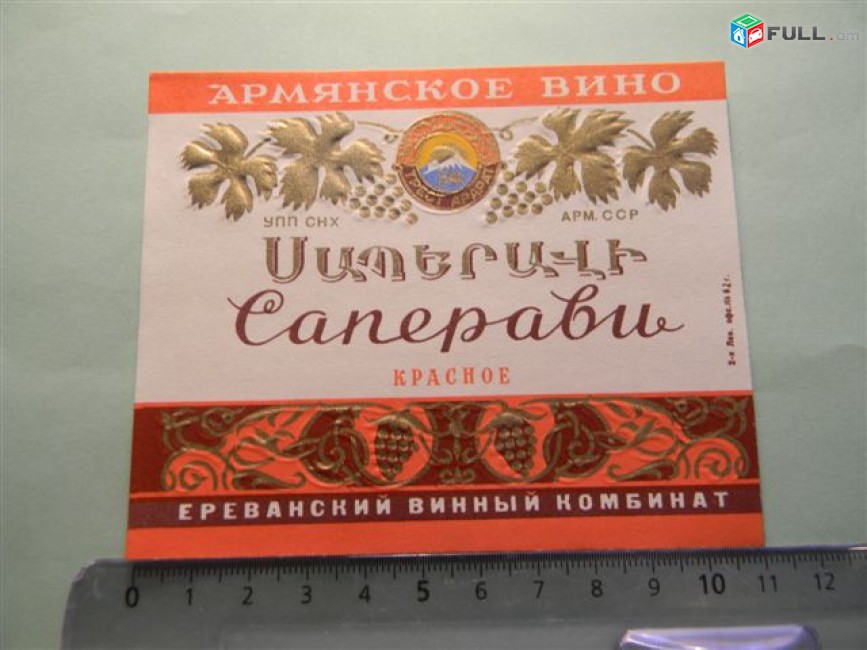 FULL.am
АРМЯНСКОЕ ВИНО
ТРЕСТ АРАРАТ
УПП СНХ АРМ. ССР
ՍԱՊԵՐԱՎԻ
Саперави
КРАСНОЕ
ЕРЕВАНСКИЙ ВИННЫЙ КОМБИНАТ
0 1 2 3 4 5 6 7 8 9 10 11 12